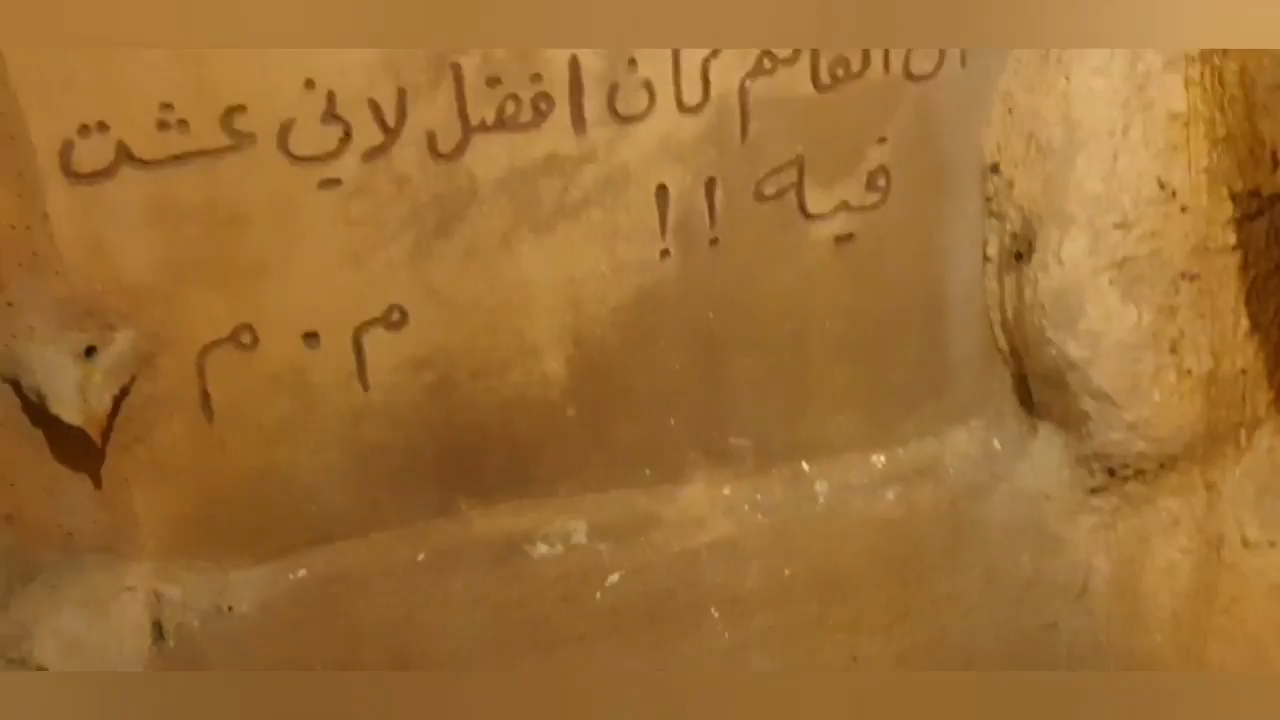 ان العالم كان افضل لاني عشت
فيه !!
م . م